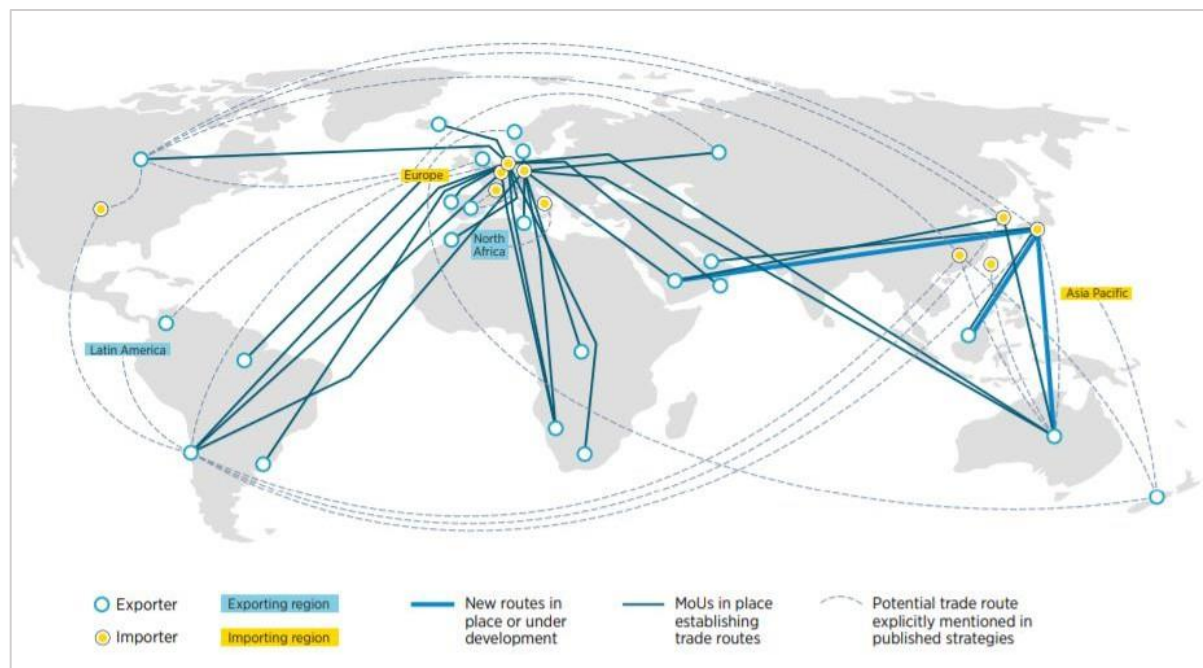 Europe
North
Africa
Asia Pacific
Latin America
Exporter
Importer
Exporting region
Importing region
New routes in
place or under
development
MoUs in place
establishing
trade routes
Potential trade route
explicitly mentioned in
published strategies